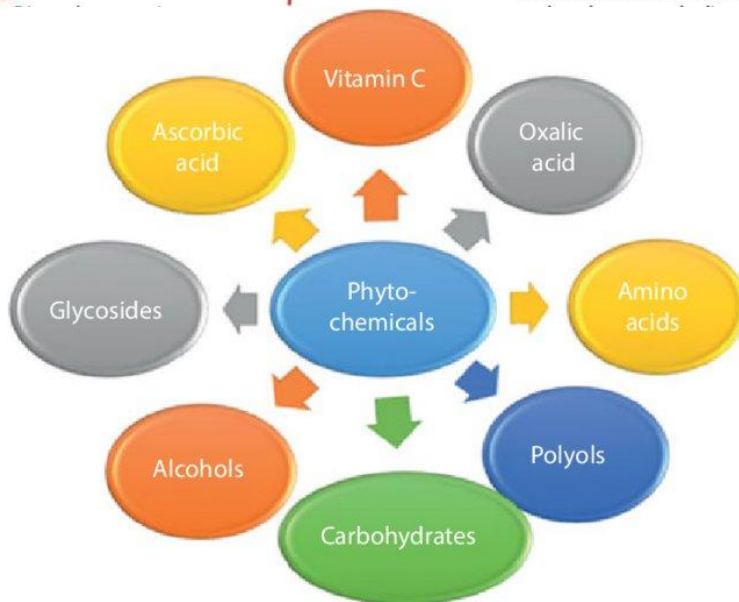 Vitamin C
Ascorbic
acid
Oxalic
acid
Glycosides
Phyto-
chemicals
Amino
acids
Alcohols
Polyols
Carbohydrates